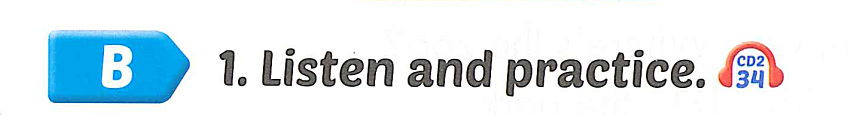 B 1. Listen and practice. CD2 34